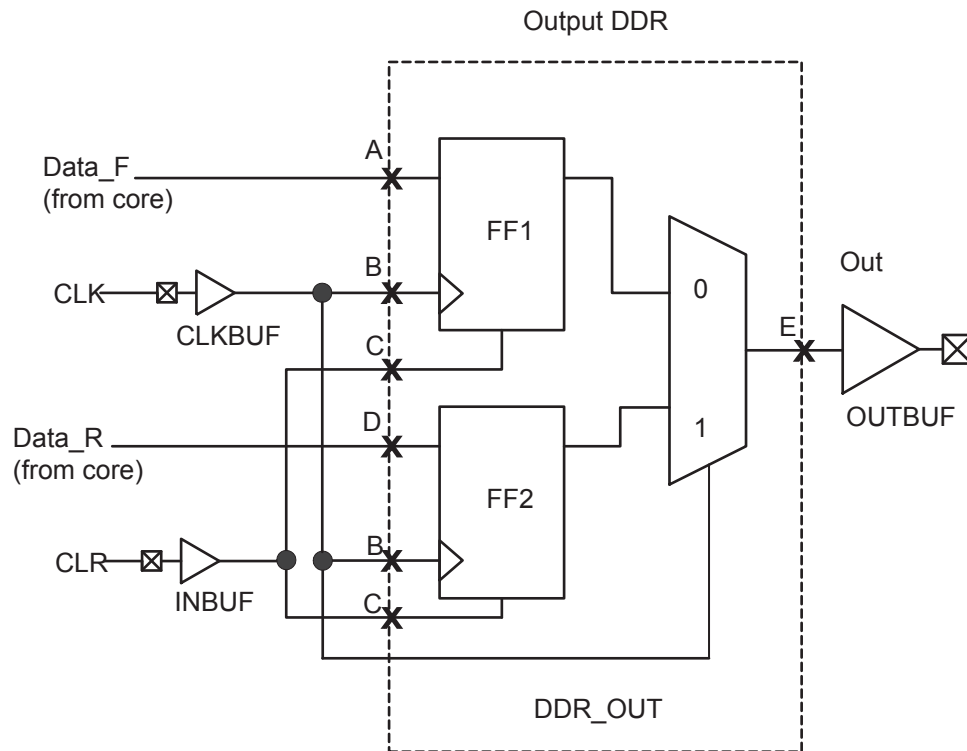 Output DDR
A
Data_F
(from core)
FF1
B
Out
0
CLK
CLKBUF
E
C
OUTBUF
D
Data_R
(from core)
1
FF2
B
CLR
INBUF
C
DDR_OUT